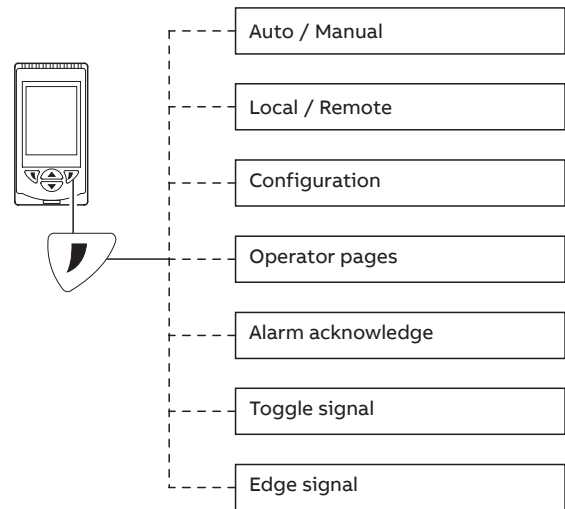 Auto / Manual
Local / Remote
Configuration
Operator pages
Alarm acknowledge
Toggle signal
Edge signal